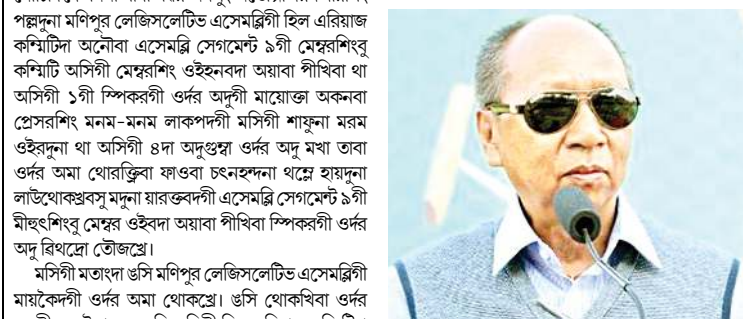 পল্লদুনা মণিপুর লেজিসলেটিভ এসেমব্লিগী হিল এরিয়াজ
কম্মিটিদা অনৌবা এসেমব্লি সেগমেন্ট ৯গী মেম্বরশিংবু
কম্মিটি অসিগী মেম্বরশিং ওইহনবদা অয়াবা পীখিবা থা
অসিগী ১গী স্পিকরগী ওর্দর অদুগী মায়োক্তা অকনবা
প্রেসরশিং মনম-মনম লাকপদগী মসিগী শাফুনা মরম
ওইরদুনা থা অসিগী ৪দা অদুগুম্বা ওর্দর অদু মখা তাবা
ওর্দর অমা থোরক্ত্রিবা ফাওবা চৎনহন্দনা থম্লে হায়দুনা
লাউথোকখ্রবসু মদুনা য়ারক্তবদগী এসেমব্লি সেগমেন্ট ৯গী
মীহুৎশিংবু মেম্বর ওইবদা অয়াবা পীখিবা স্পিকরগী ওর্দর
অদু ৱিথদ্রো তৌজখ্রে।
মসিগী মতাংদা ঙসি মণিপুর লেজিসলেটিভ এসেমব্লিগী
মায়কৈদগী ওর্দর অমা থোকখ্রে। ঙসি থোকখিবা ওর্দর